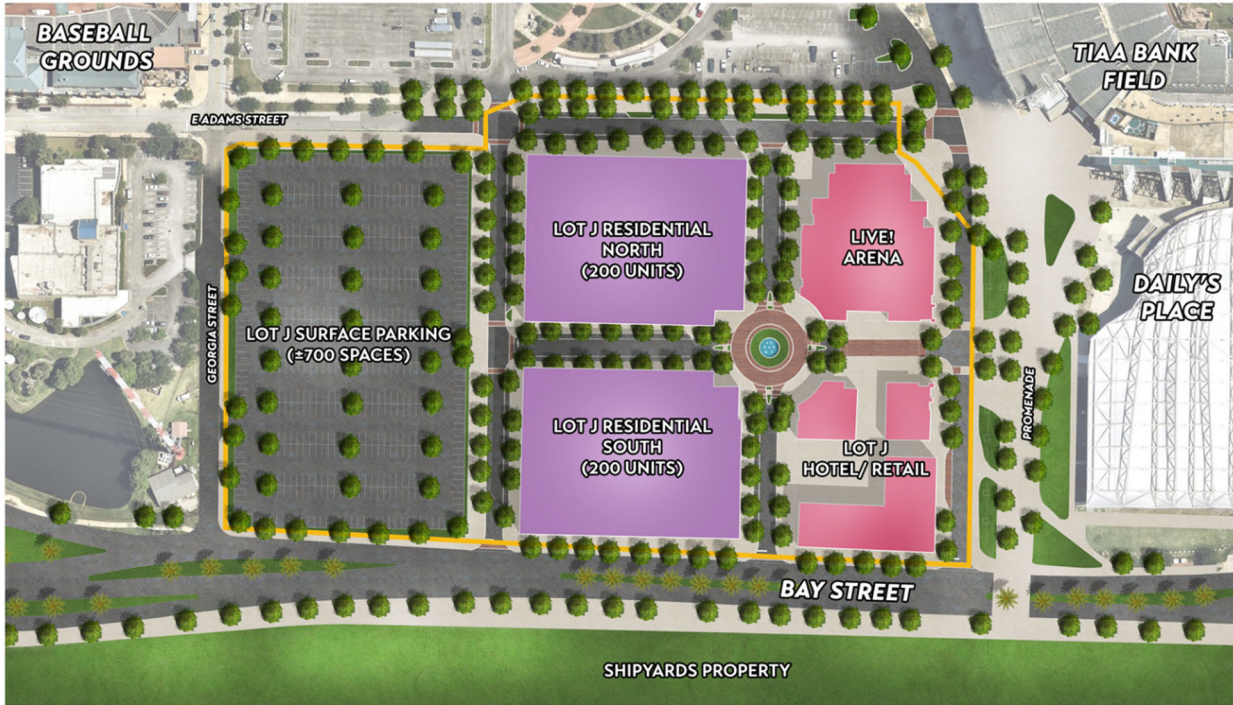 BASEBALL
GROUNDS
TIAA BANK
FIELD
E ADAMS STREET
LOT J RESIDENTIAL
NORTH
(200 UNITS)
LIVE!
ARENA
DAILY'S
PLACE
GEORGIA STREET
LOT J SURFACE PARKING
(±700 SPACES)
PROMENADE
LOT J RESIDENTIAL
SOUTH
(200 UNITS)
LOT J
HOTEL/ RETAIL
BAY STREET
SHIPYARDS PROPERTY